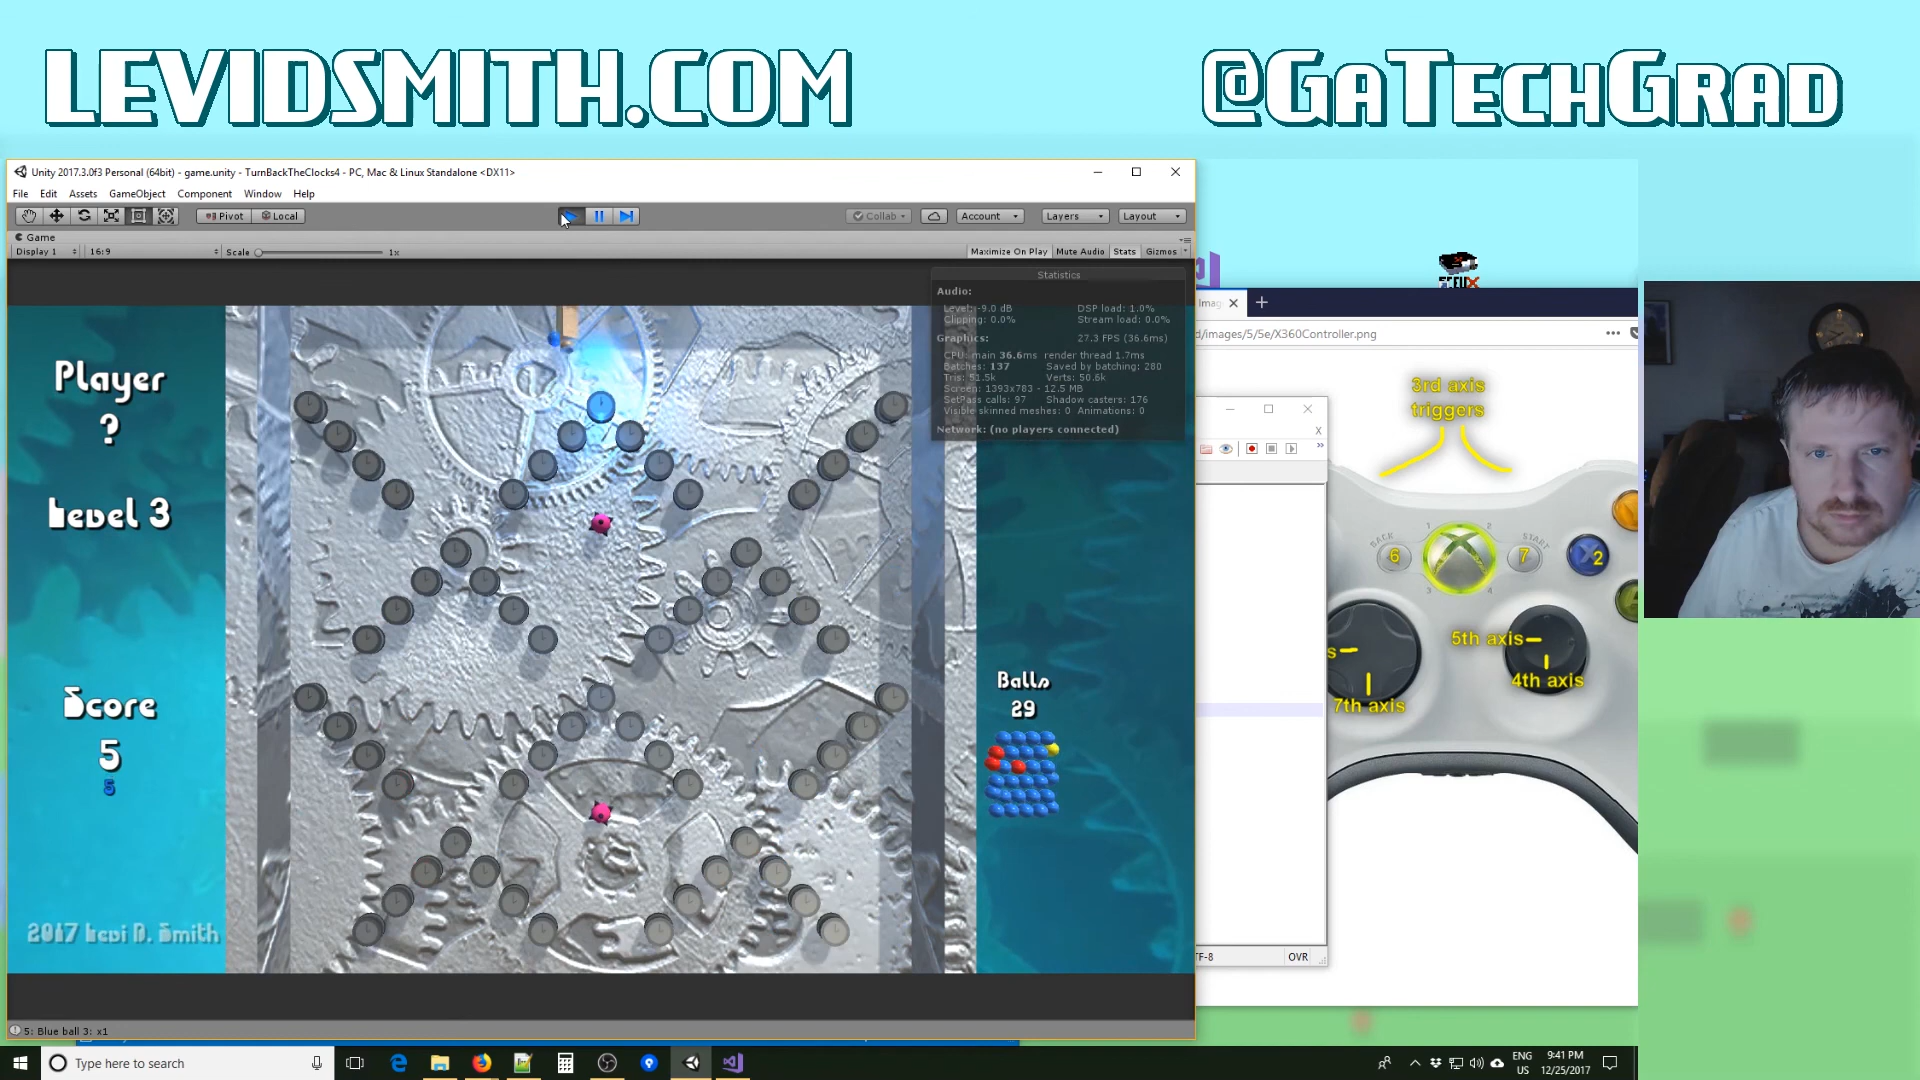 LEVIDSMITH.COM
@GATECHGRAD
Unity 2017.3.0f3 Personal (64bit) - game.unity - TurnBackTheClocks4 - PC, Mac & Linux Standalone <DX11>
File Edit Assets GameObject Component Window Help
Pivot Local Collab Account Layers Layout
Game
Display 1 16:9 Scale 1x Maximize On Play Mute Audio Stats Gizmos
Statistics
Audio:
Level: -9.0 dB DSP load: 1.0%
Clipping: 0.0% Stream load: 0.0%
Graphics: 27.3 FPS (36.6ms)
CPU: main 36.6ms render thread 1.7ms
Batches: 137 Saved by batching: 280
Tris: 51.5k Verts: 50.6k
Screen: 1393x783 - 12.5 MB
SetPass calls: 97 Shadow casters: 176
Visible skinned meshes: 0 Animations: 0
Network: (no players connected)
Player
?
Level 3
Score
5
5
2017 Levi D. Smith
Balls
29
5: Blue ball 3: x1
d/images/5/5e/X360Controller.png
3rd axis
triggers
BACK
START
1
2
3
4
6
7
X2
5th axis
4th axis
7th axis
TF-8 OVR
Type here to search
ENG
US
9:41 PM
12/25/2017